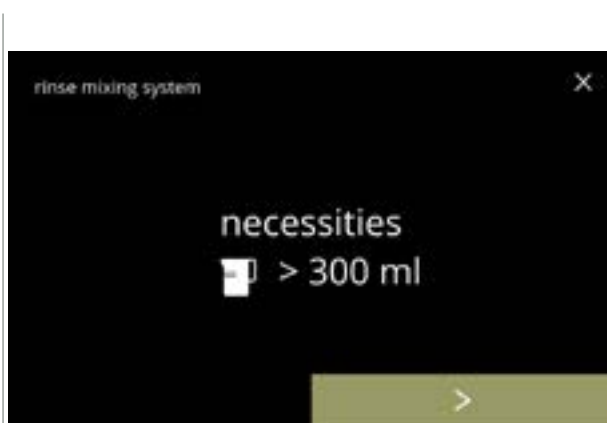 rinse mixing system
necessities
> 300 ml